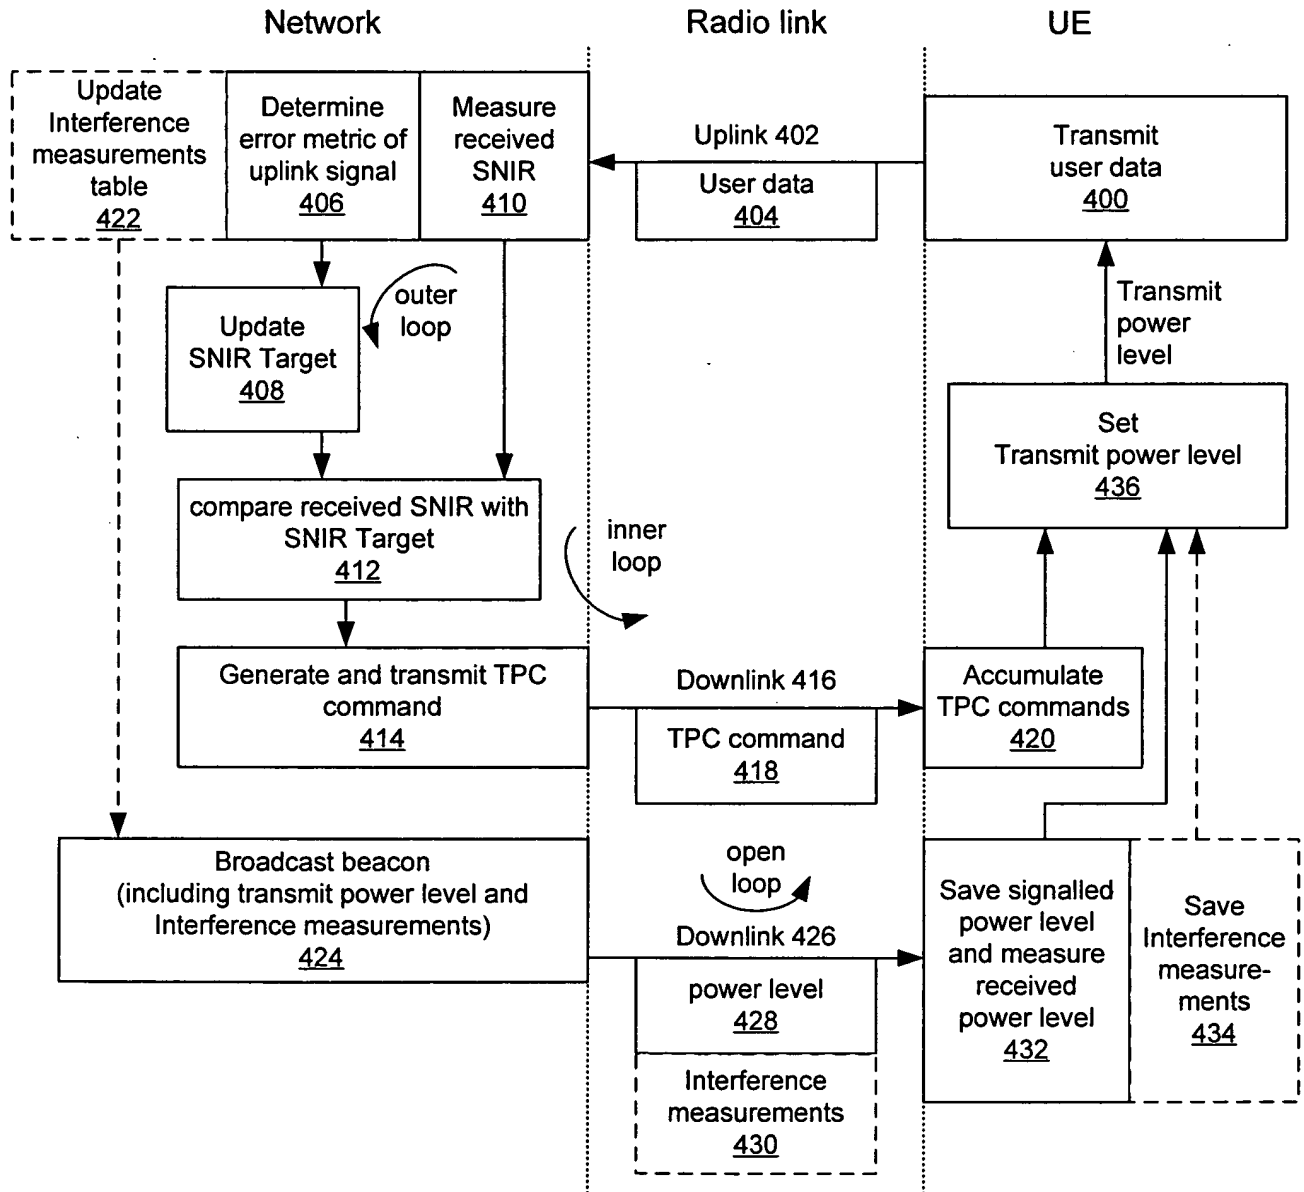 Network
Radio link
UE
Update
Interference
measurements
table
422
Determine
error metric of
uplink signal
406
Measure
received
SNIR
410
Uplink 402
User data
404
Transmit
user data
400
outer
loop
Update
SNIR Target
408
Transmit
power
level
Set
Transmit power level
436
compare received SNIR with
SNIR Target
412
inner
loop
Generate and transmit TPC
command
414
Downlink 416
TPC command
418
Accumulate
TPC commands
420
Broadcast beacon
(including transmit power level and
Interference measurements)
424
open
loop
Downlink 426
power level
428
Interference
measurements
430
Save signalled
power level
and measure
received
power level
432
Save
Interference
measure-
ments
434